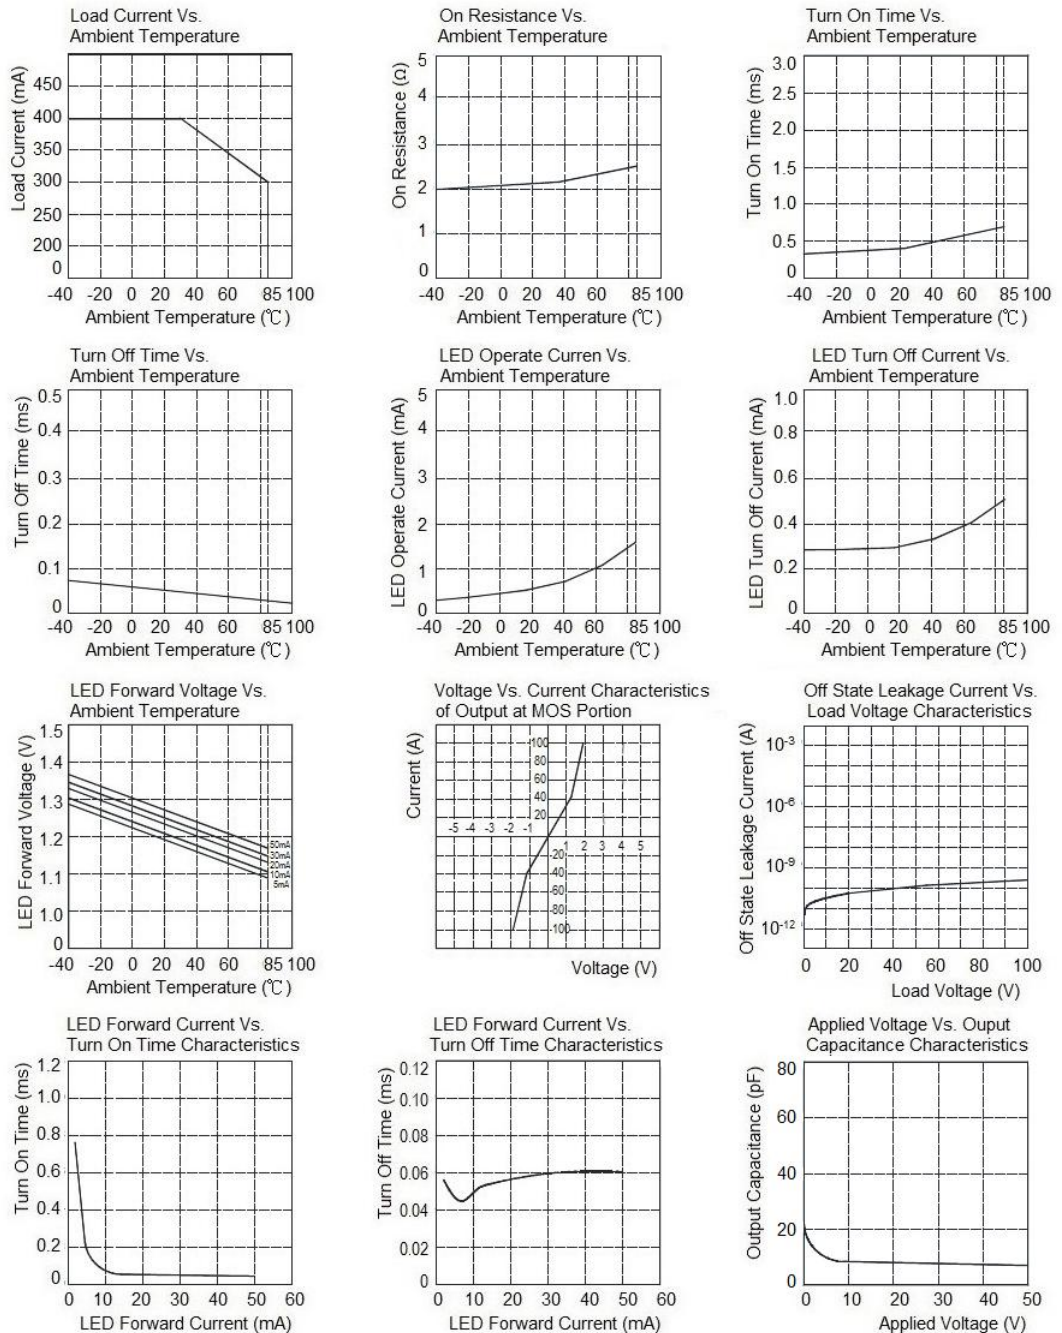 Load Current Vs.
Ambient Temperature
Load Current (mA)
450
400
350
300
250
200
0
-40 -20 0 20 40 60 85 100
Ambient Temperature (℃)
On Resistance Vs.
Ambient Temperature
On Resistance (Ω)
5
4
3
2
1
0
-40 -20 0 20 40 60 85 100
Ambient Temperature (℃)
Turn On Time Vs.
Ambient Temperature
Turn On Time (ms)
3.0
2.5
2.0
1.5
1.0
0.5
0
-40 -20 0 20 40 60 85 100
Ambient Temperature (℃)
Turn Off Time Vs.
Ambient Temperature
Turn Off Time (ms)
0.5
0.4
0.3
0.2
0.1
0
-40 -20 0 20 40 60 85 100
Ambient Temperature (℃)
LED Operate Curren Vs.
Ambient Temperature
LED Operate Current (mA)
5
4
3
2
1
0
-40 -20 0 20 40 60 85 100
Ambient Temperature (℃)
LED Turn Off Current Vs.
Ambient Temperature
LED Turn Off Current (mA)
1.0
0.8
0.6
0.4
0.2
0
-40 -20 0 20 40 60 85 100
Ambient Temperature (℃)
LED Forward Voltage Vs.
Ambient Temperature
LED Forward Voltage (V)
1.5
1.4
1.3
1.2
1.1
1.0
0
50mA
30mA
20mA
10mA
5mA
-40 -20 0 20 40 60 85 100
Ambient Temperature (℃)
Voltage Vs. Current Characteristics
of Output at MOS Portion
Current (A)
100
80
60
40
20
-5 -4 -3 -2 -1
1 2 3 4 5
-20
-40
-60
-80
-100
Voltage (V)
Off State Leakage Current Vs.
Load Voltage Characteristics
Off State Leakage Current (A)
10-3
10-6
10-9
10-12
0 20 40 60 80 100
Load Voltage (V)
LED Forward Current Vs.
Turn On Time Characteristics
Turn On Time (ms)
1.2
1.0
0.8
0.6
0.4
0.2
0
0 10 20 30 40 50 60
LED Forward Current (mA)
LED Forward Current Vs.
Turn Off Time Characteristics
Turn Off Time (ms)
0.12
0.10
0.08
0.06
0.04
0.02
0
0 10 20 30 40 50 60
LED Forward Current (mA)
Applied Voltage Vs. Ouput
Capacitance Characteristics
Output Capacitance (pF)
80
60
40
20
0
0 10 20 30 40 50
Applied Voltage (V)